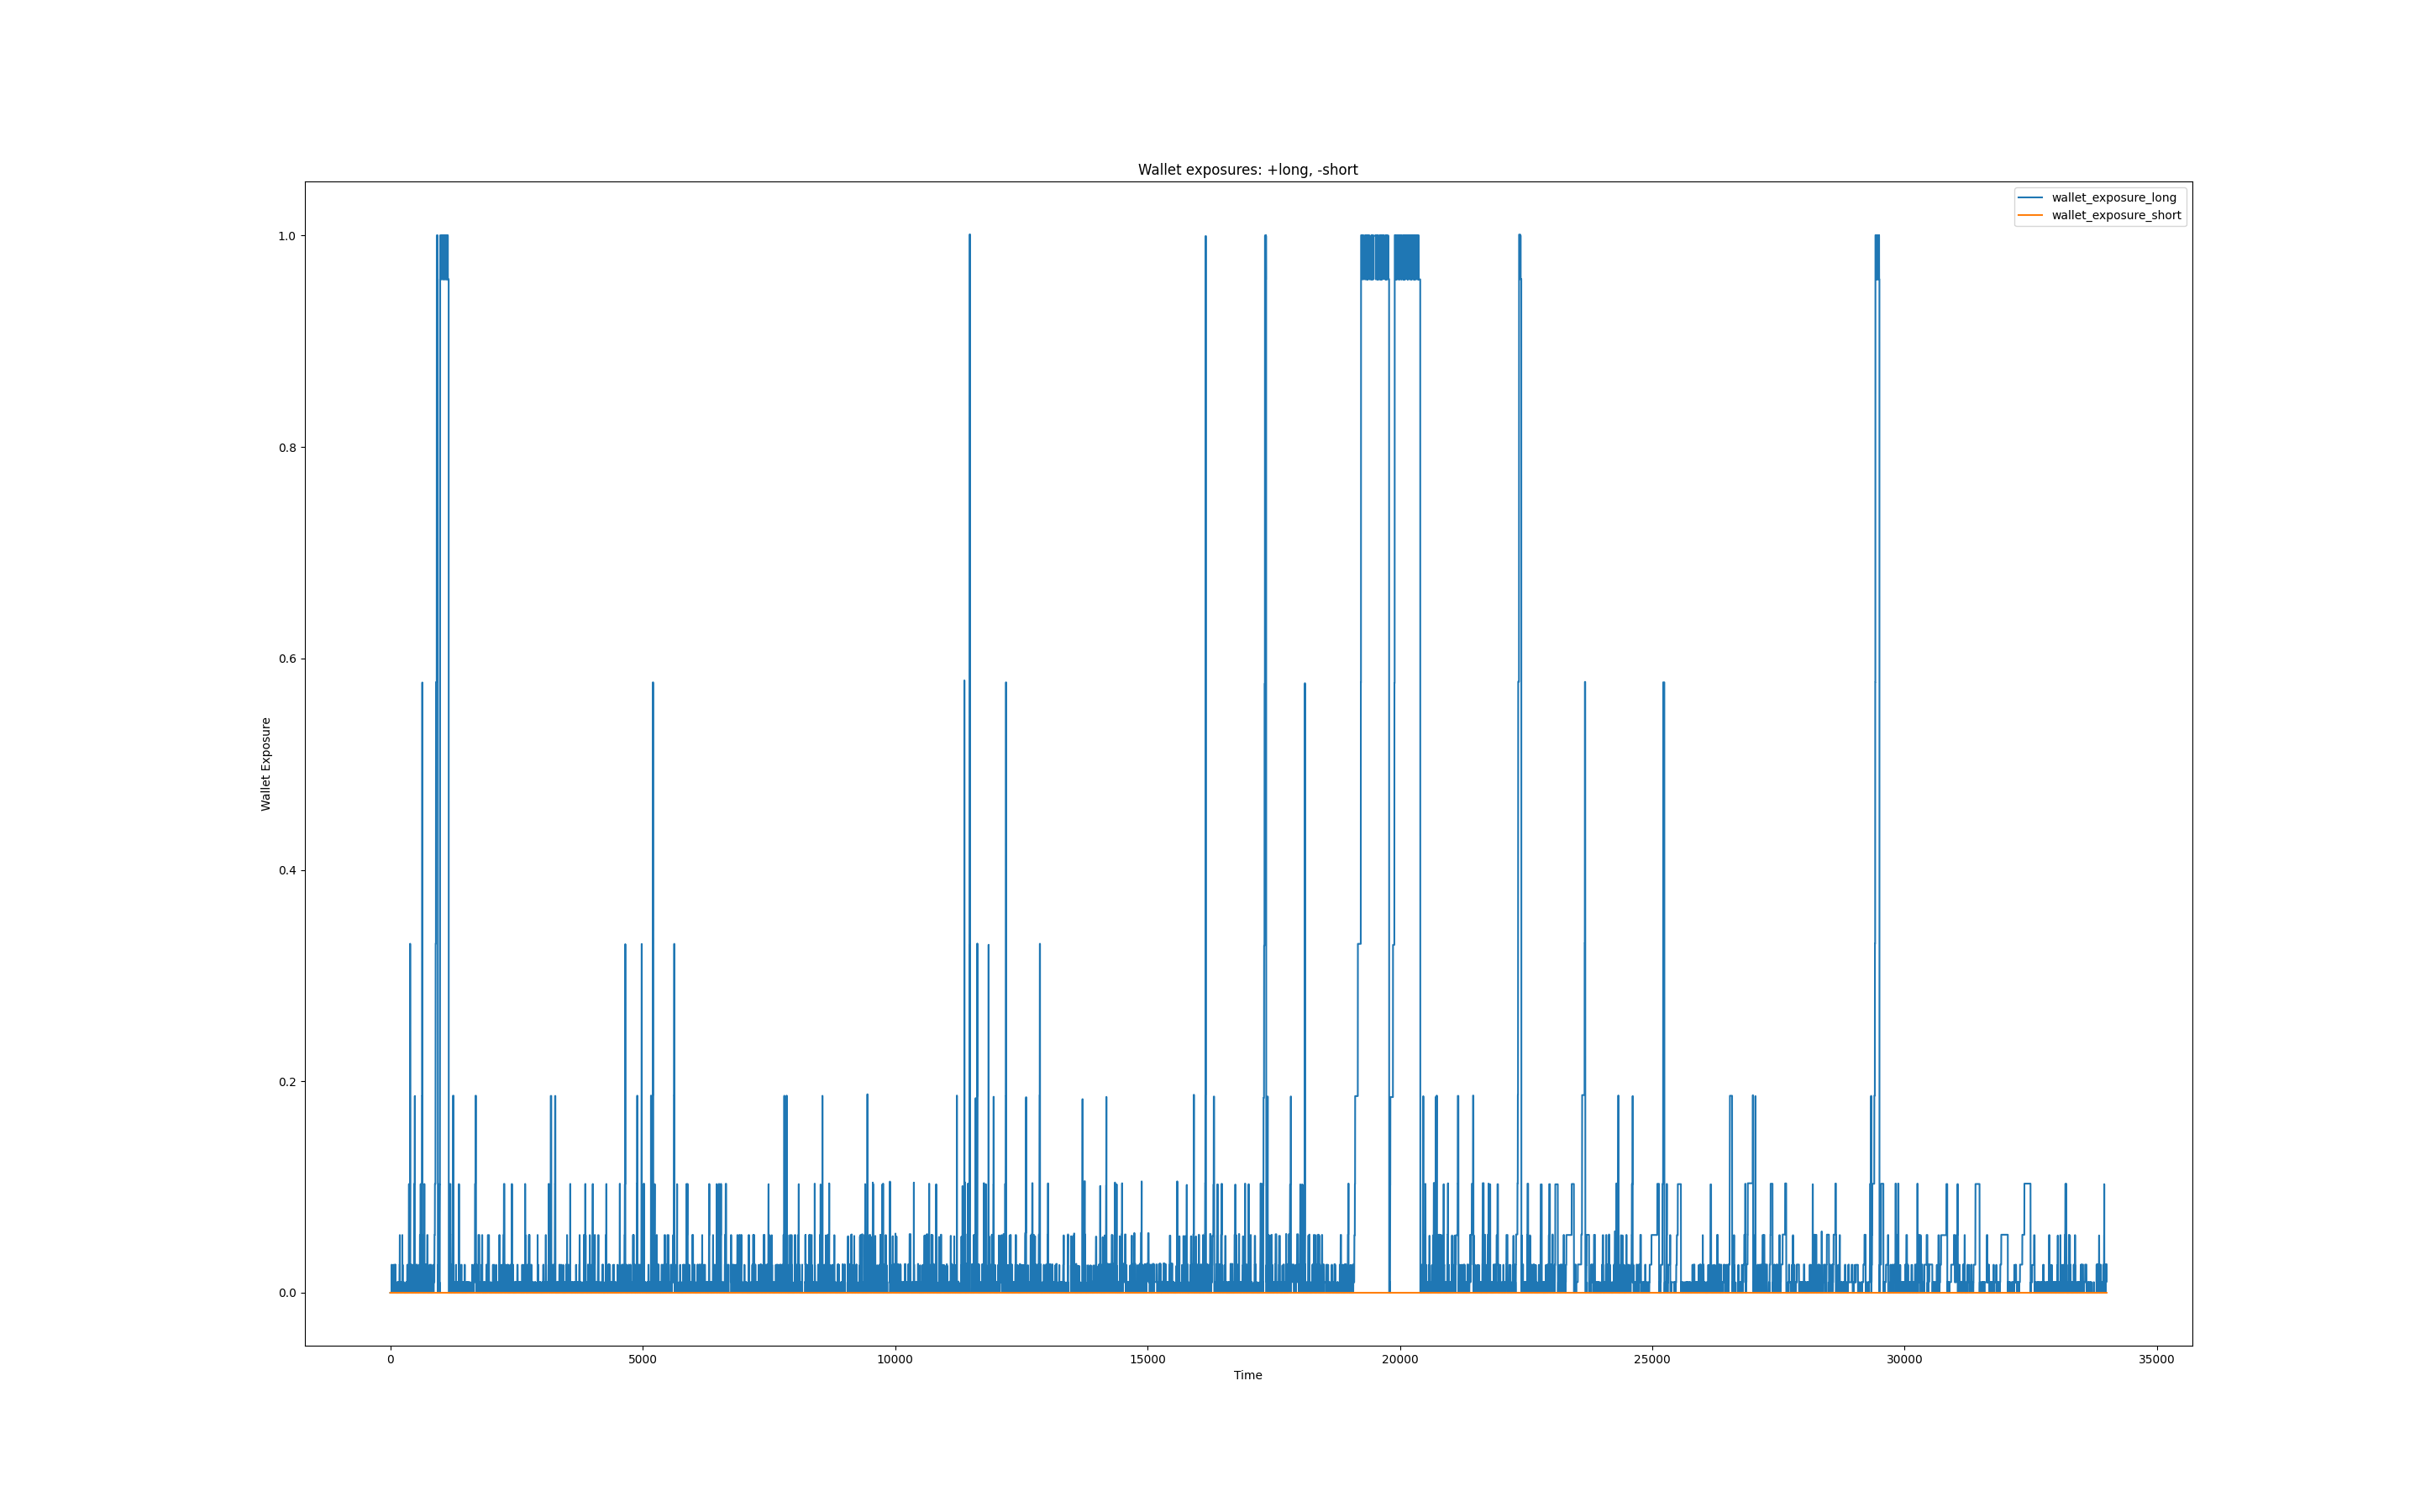 Wallet exposures: +long, -short
wallet_exposure_long
wallet_exposure_short
1.0
0.8
0.6
0.4
0.2
0.0
Wallet Exposure
0 5000 10000 15000 20000 25000 30000 35000
Time